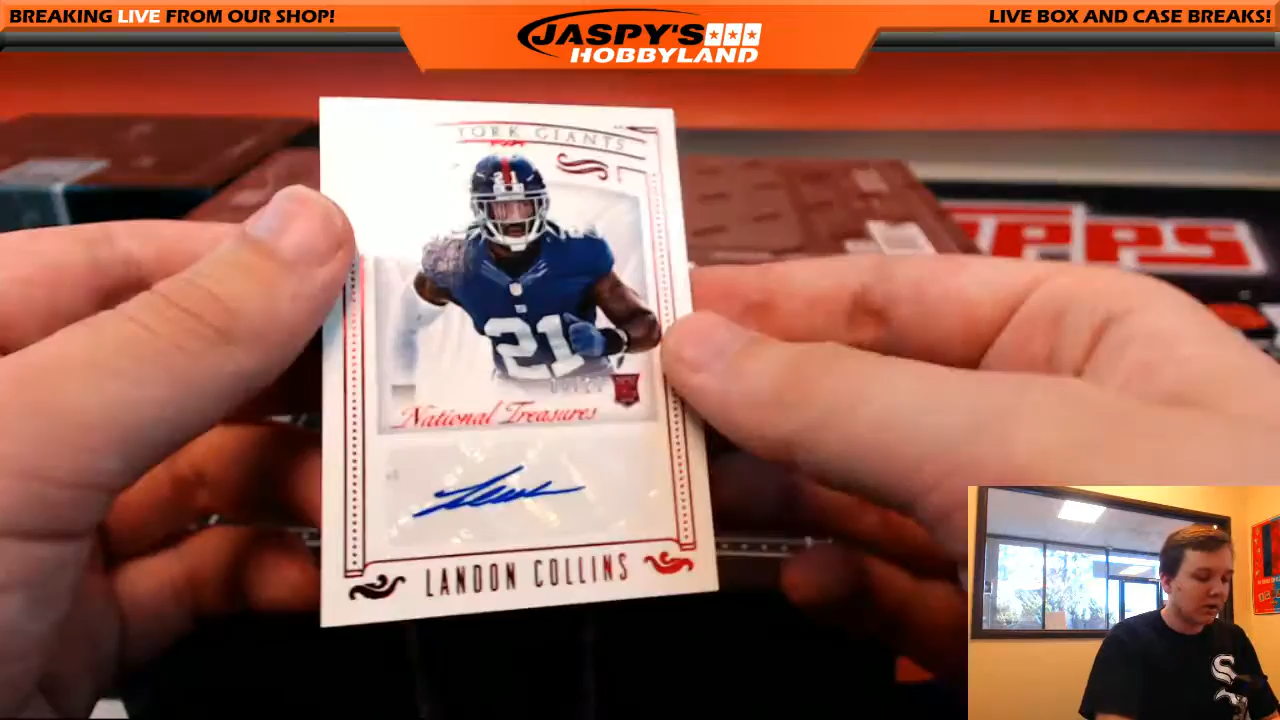 BREAKING LIVE FROM OUR SHOP!
JASPY'S
HOBBYLAND
LIVE BOX AND CASE BREAKS!
YORK GIANTS
21
21
National Treasures
LANDON COLLINS